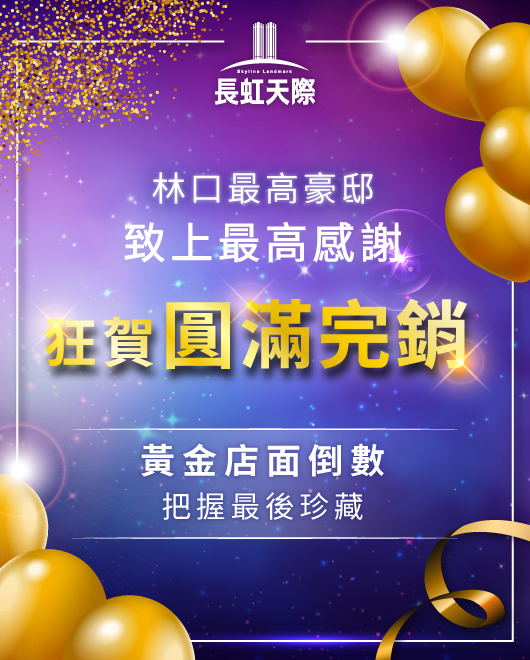 Skyline Landmark
長虹天際
林口最高豪邸
致上最高感謝
狂賀圓滿完銷
黃金店面倒數
把握最後珍藏